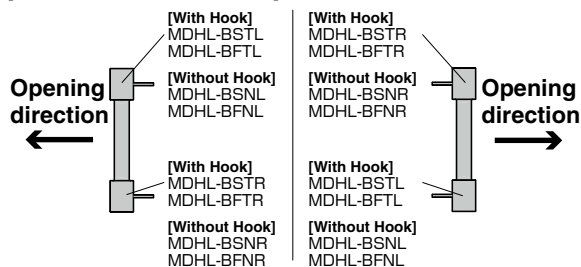 [With Hook]
MDHL-BSTL
MDHL-BFTL
[Without Hook]
MDHL-BSNL
MDHL-BFNL
Opening
direction
[With Hook]
MDHL-BSTR
MDHL-BFTR
[Without Hook]
MDHL-BSNR
MDHL-BFNR
[With Hook]
MDHL-BSTR
MDHL-BFTR
[Without Hook]
MDHL-BSNR
MDHL-BFNR
Opening
direction
[With Hook]
MDHL-BSTL
MDHL-BFTL
[Without Hook]
MDHL-BSNL
MDHL-BFNL